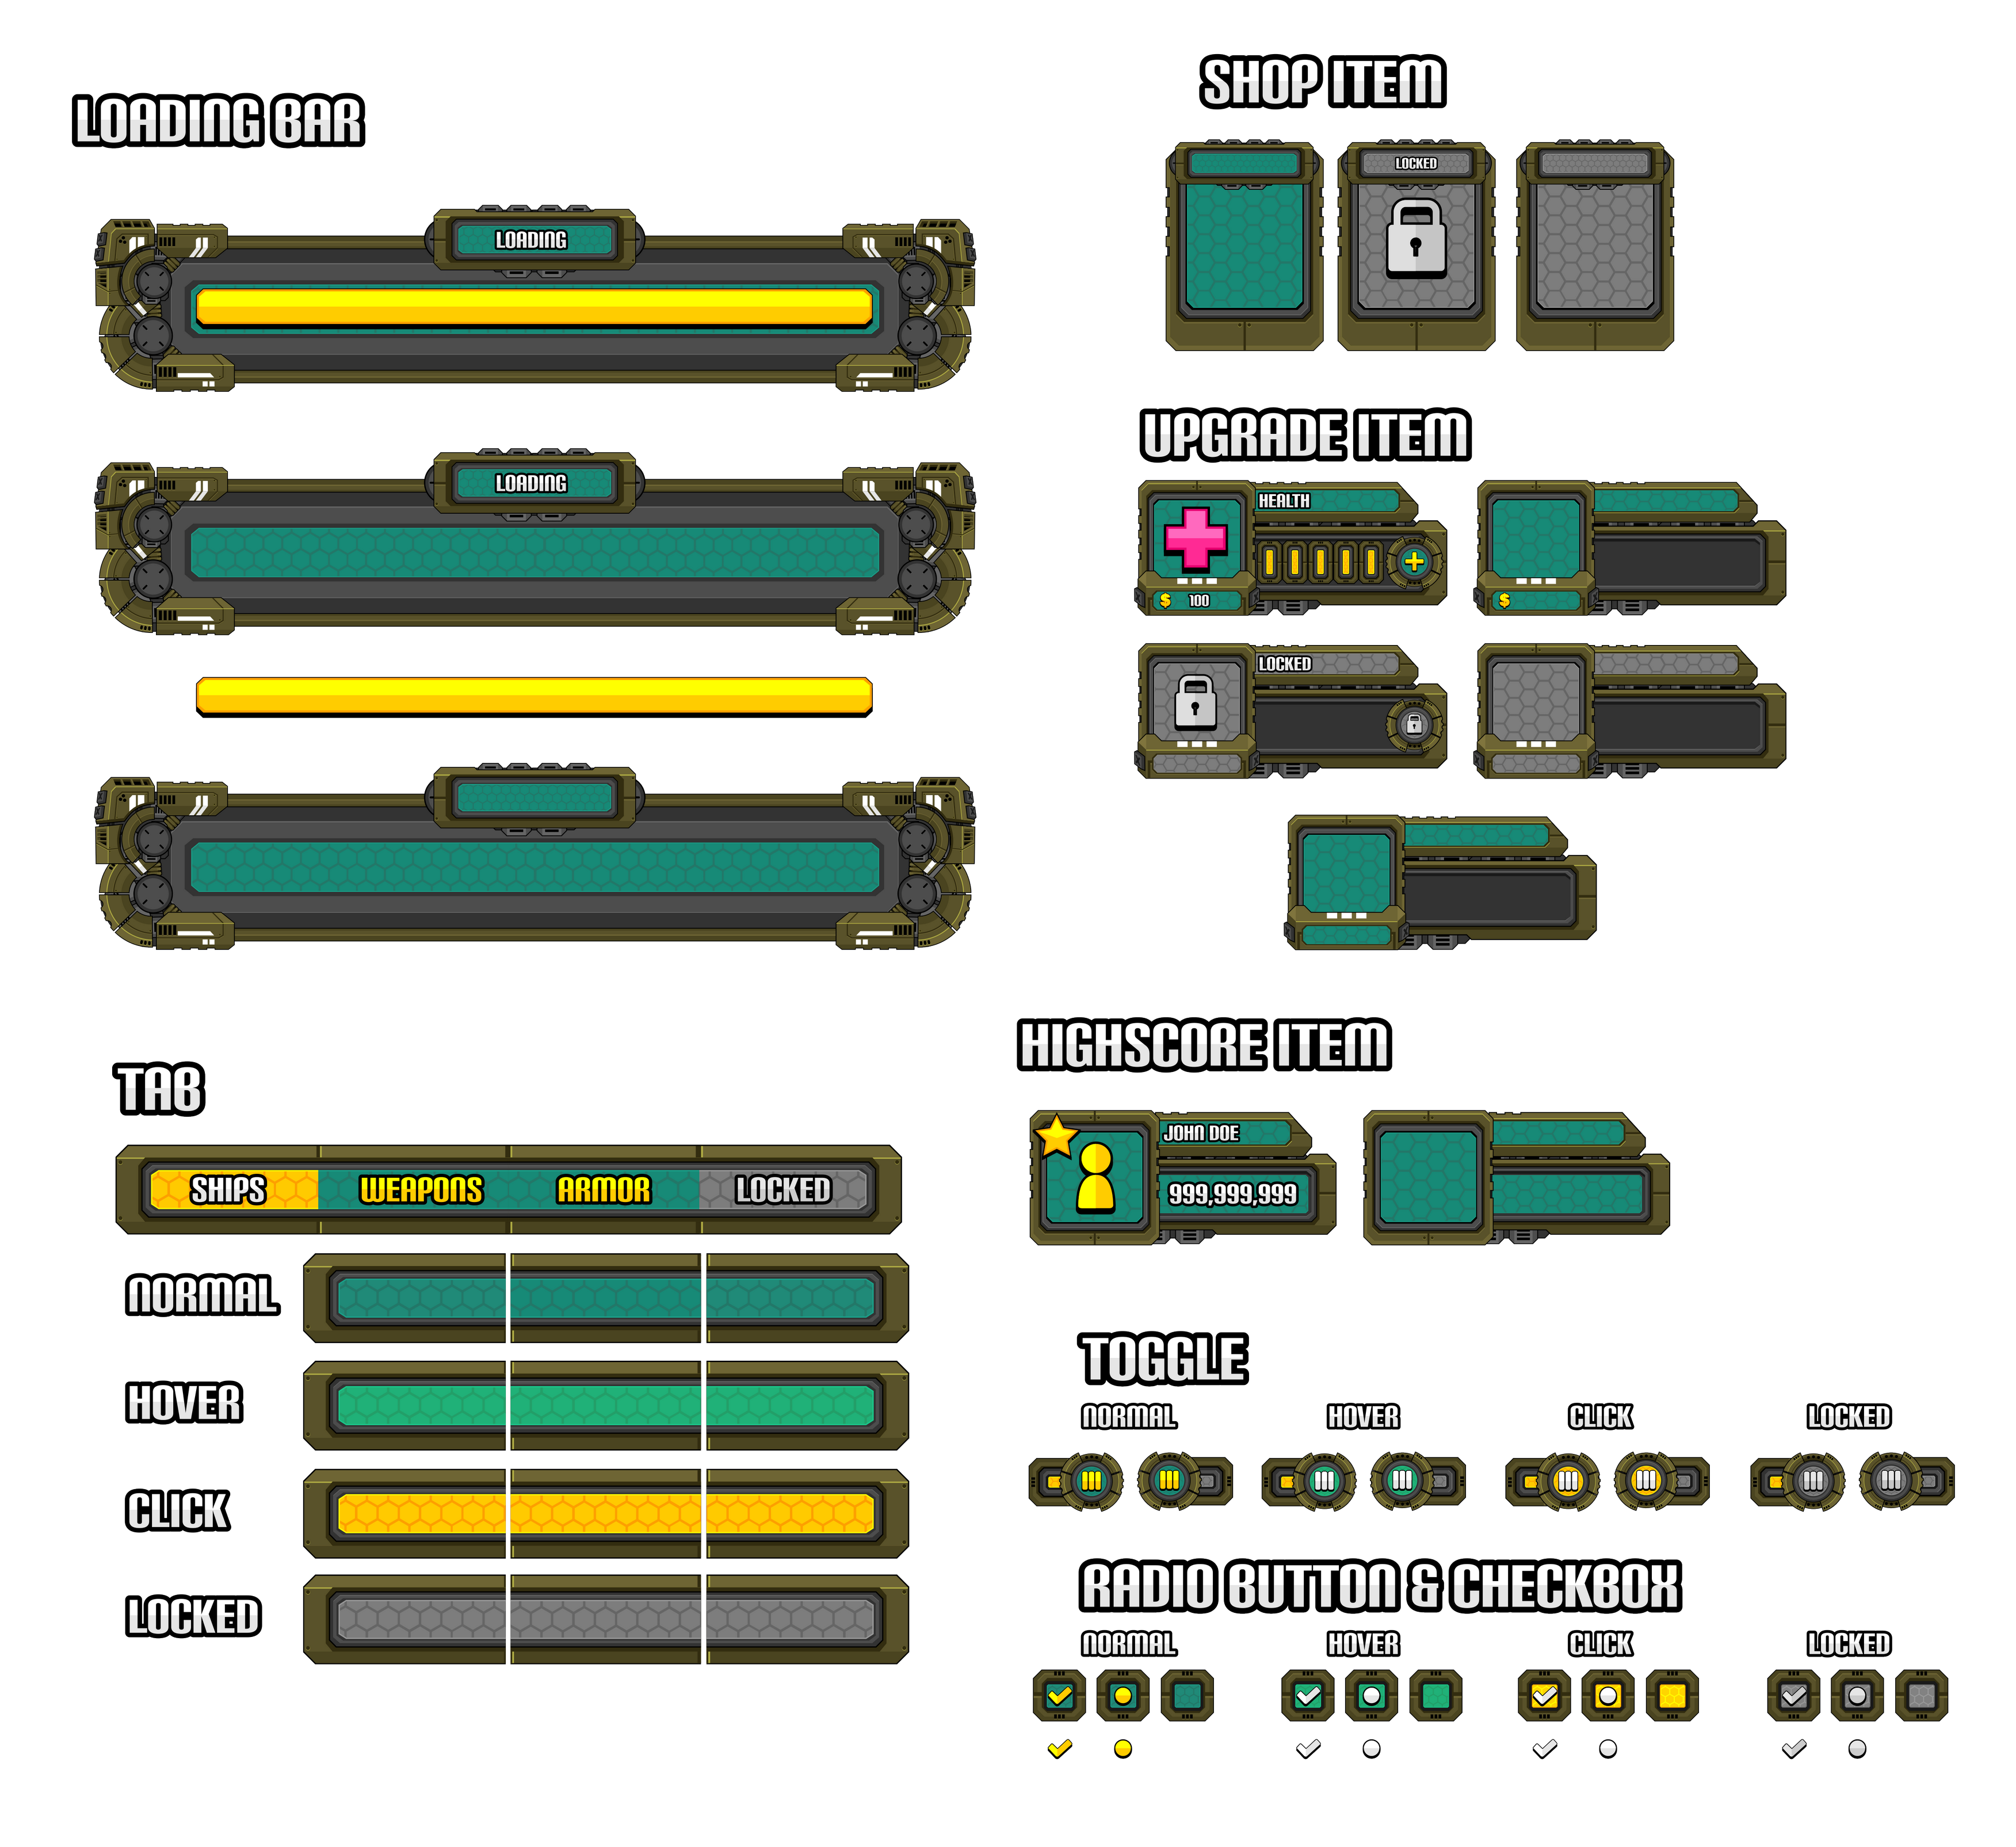 LOADING BAR
LOADING
LOADING
SHOP ITEM
LOCKED
UPGRADE ITEM
HEALTH
$ 100
$
LOCKED
TAB
SHIPS WEAPONS ARMOR LOCKED
NORMAL
HOVER
CLICK
LOCKED
HIGHSCORE ITEM
JOHN DOE
999,999,999
TOGGLE
NORMAL HOVER CLICK LOCKED
RADIO BUTTON & CHECKBOX
NORMAL HOVER CLICK LOCKED